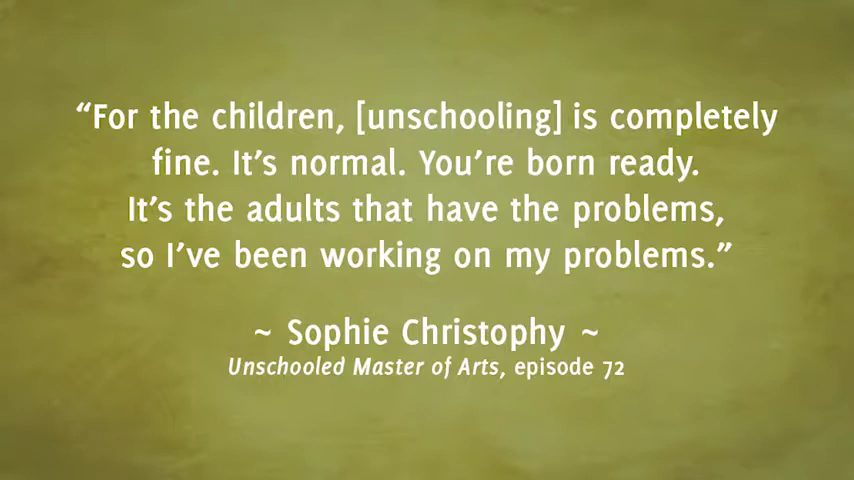 “For the children, [unschooling] is completely
fine. It’s normal. You’re born ready.
It’s the adults that have the problems,
so I’ve been working on my problems.”
~ Sophie Christophy ~
Unschooled Master of Arts, episode 72